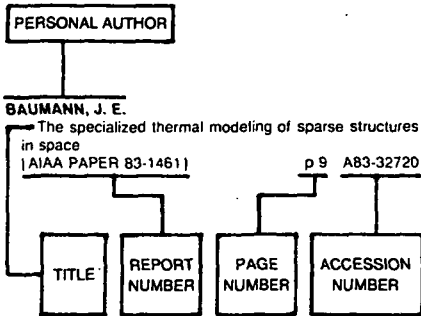 PERSONAL AUTHOR
BAUMANN, J. E.
The specialized thermal modeling of sparse structures
in space
[AIAA PAPER 83-1461] p 9 A83-32720
TITLE
REPORT
NUMBER
PAGE
NUMBER
ACCESSION
NUMBER